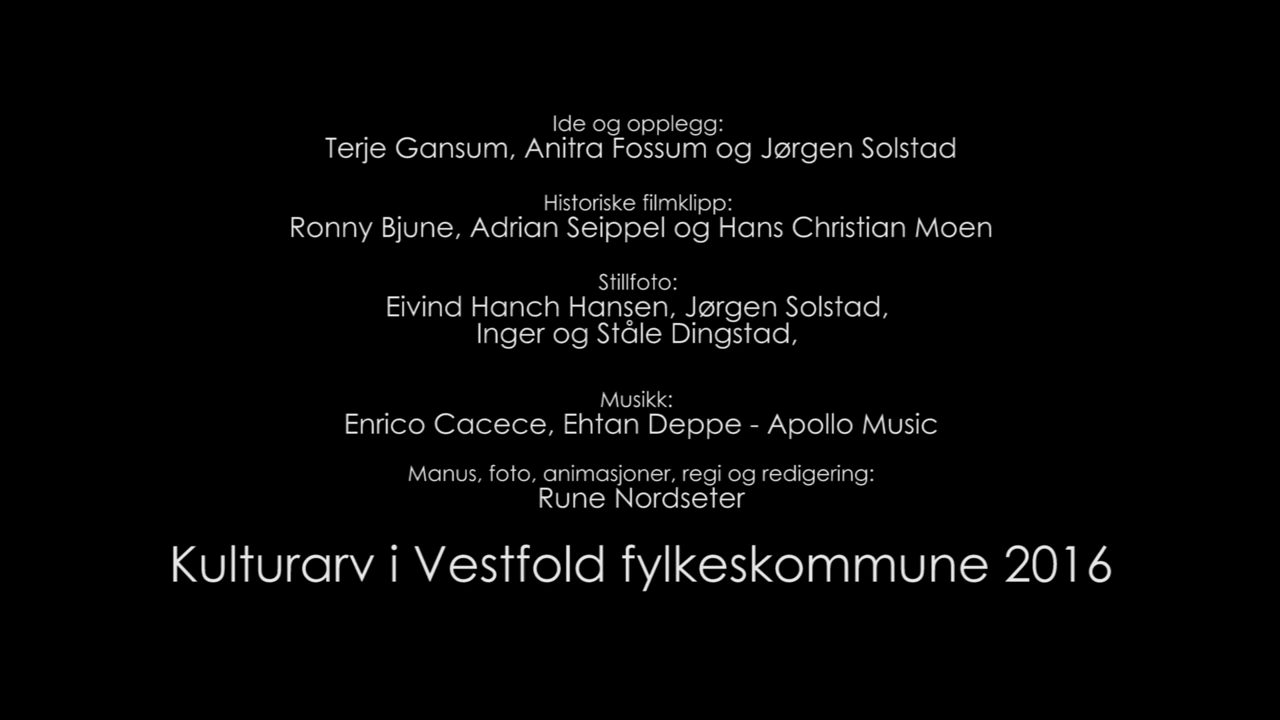 Ide og opplegg:
Terje Gansum, Anitra Fossum og Jørgen Solstad
Historiske filmklipp:
Ronny Bjune, Adrian Seippel og Hans Christian Moen
Stillfoto:
Eivind Hanch Hansen, Jørgen Solstad,
Inger og Ståle Dingstad,
Musikk:
Enrico Cacece, Ehtan Deppe - Apollo Music
Manus, foto, animasjoner, regi og redigering:
Rune Nordseter
Kulturarv i Vestfold fylkeskommune 2016